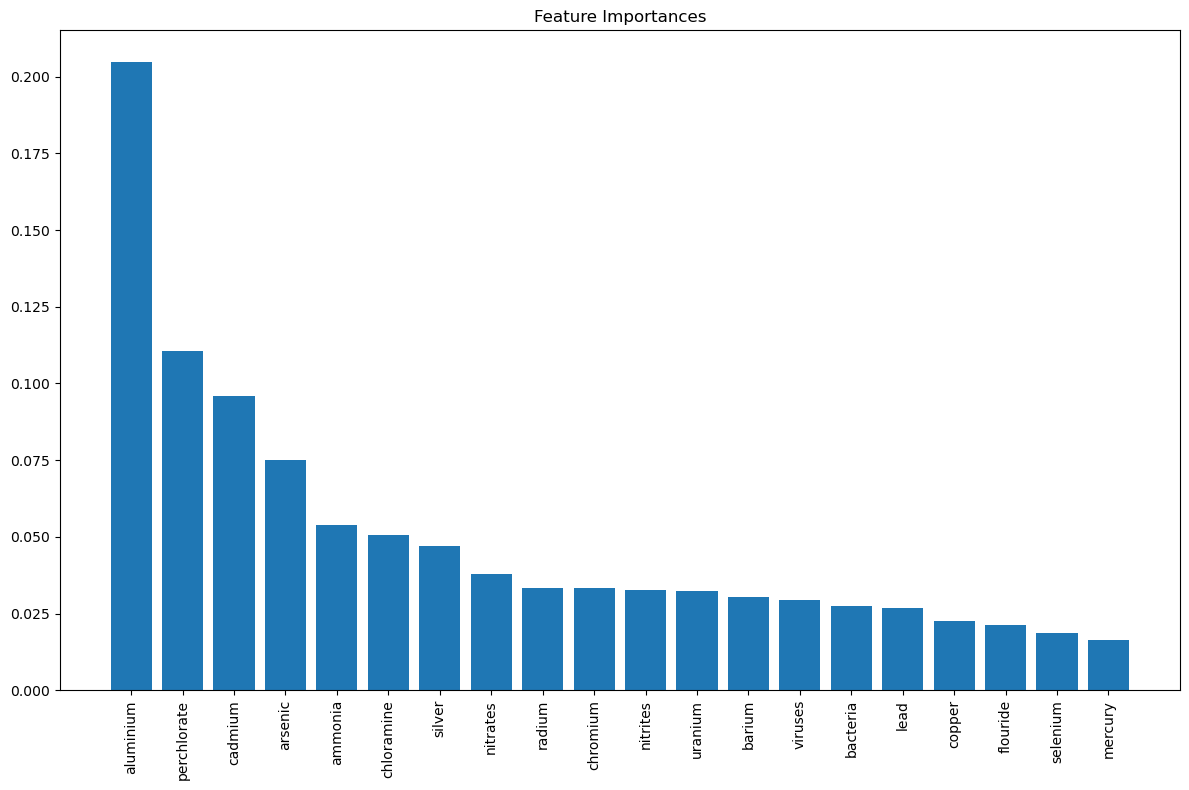 Feature Importances
0.200
0.175
0.150
0.125
0.100
0.075
0.050
0.025
0.000
aluminium
perchlorate
cadmium
arsenic
ammonia
chloramine
silver
nitrates
radium
chromium
nitrites
uranium
barium
viruses
bacteria
lead
copper
flouride
selenium
mercury